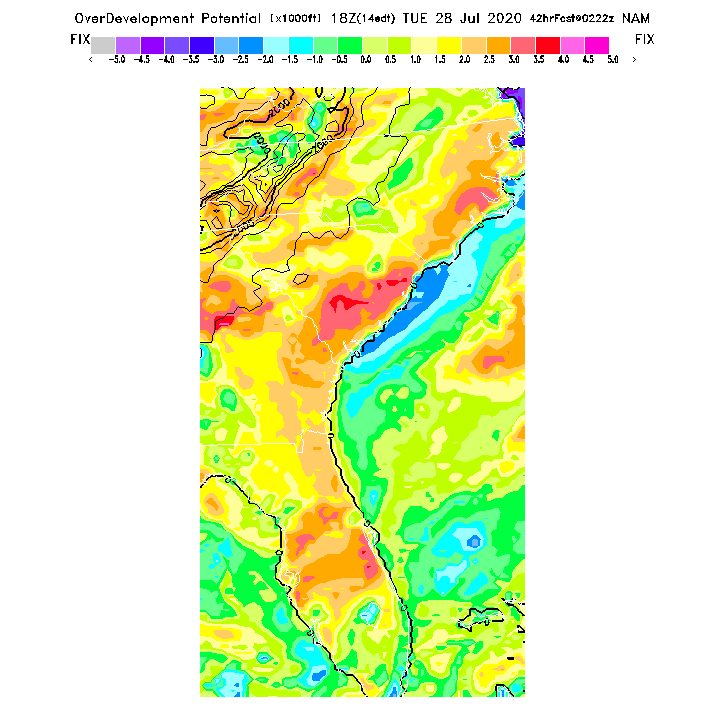 OverDevelopment Potential [x1000ft] 18Z(14edt) TUE 28 Jul 2020 42hrFcst@0222z NAM
FIX FIX
< -5.0 -4.5 -4.0 -3.5 -3.0 -2.5 -2.0 -1.5 -1.0 -0.5 0.0 0.5 1.0 1.5 2.0 2.5 3.0 3.5 4.0 4.5 5.0 >
2000